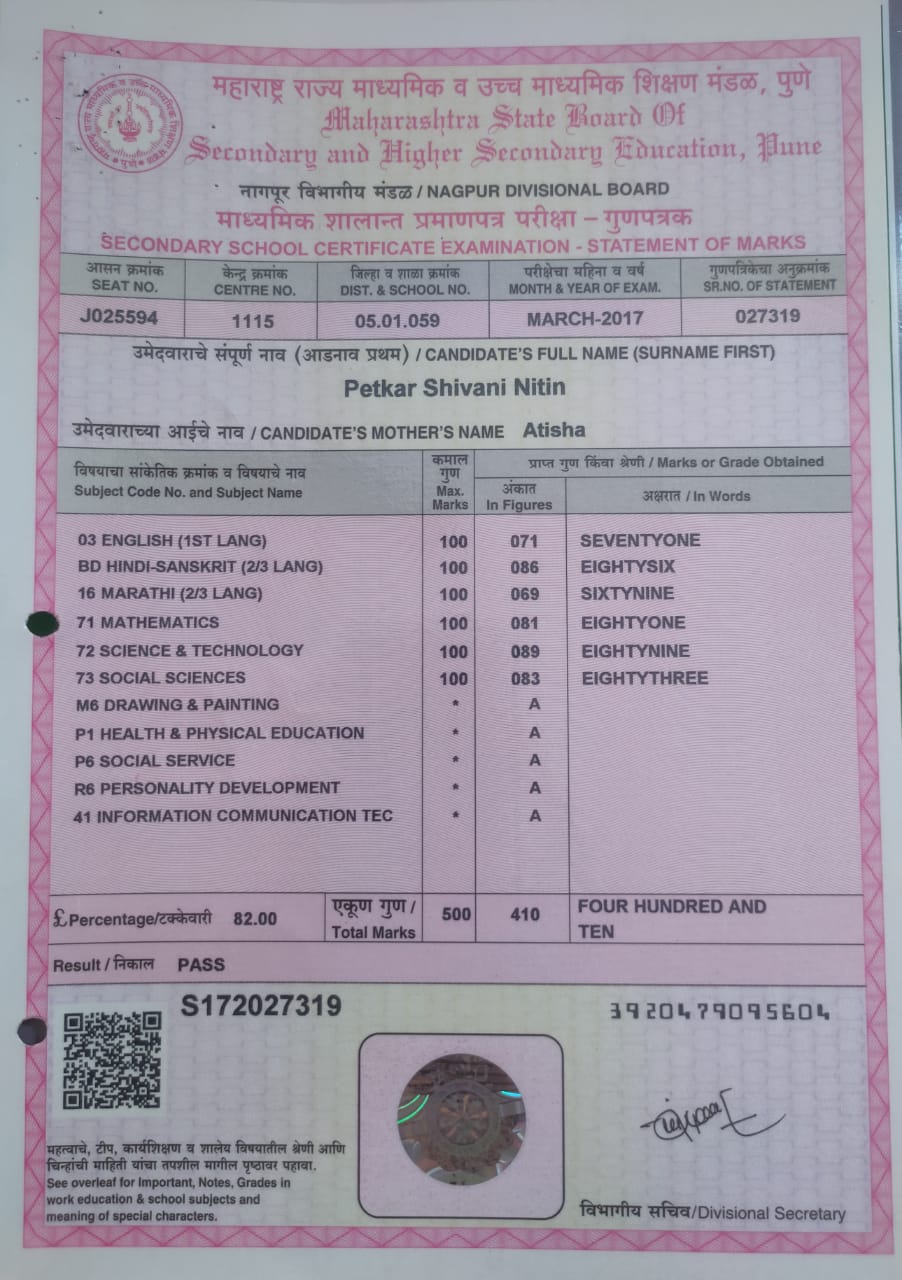 महाराष्ट्र राज्य माध्यमिक व उच्च माध्यमिक शिक्षण मंडळ, पुणे
Maharashtra State Board Of
Secondary and Higher Secondary Education, Pune
नागपूर विभागीय मंडळ / NAGPUR DIVISIONAL BOARD
माध्यमिक शालान्त प्रमाणपत्र परीक्षा – गुणपत्रक
SECONDARY SCHOOL CERTIFICATE EXAMINATION - STATEMENT OF MARKS
आसन क्रमांक केन्द्र क्रमांक जिल्हा व शाळा क्रमांक परीक्षेचा महिना व वर्ष गुणपत्रिकेचा अनुक्रमांक
SEAT NO. CENTRE NO. DIST. & SCHOOL NO. MONTH & YEAR OF EXAM. SR.NO. OF STATEMENT
J025594 1115 05.01.059 MARCH-2017 027319
उमेदवाराचे संपूर्ण नाव (आडनाव प्रथम) / CANDIDATE'S FULL NAME (SURNAME FIRST)
Petkar Shivani Nitin
उमेदवाराच्या आईचे नाव / CANDIDATE'S MOTHER'S NAME Atisha
विषयाचा सांकेतिक क्रमांक व विषयाचे नाव
Subject Code No. and Subject Name
कमाल
गुण
Max.
Marks
प्राप्त गुण किंवा श्रेणी / Marks or Grade Obtained
अंकात
In Figures
अक्षरात / In Words
03 ENGLISH (1ST LANG) 100 071 SEVENTYONE
BD HINDI-SANSKRIT (2/3 LANG) 100 086 EIGHTYSIX
16 MARATHI (2/3 LANG) 100 069 SIXTYNINE
71 MATHEMATICS 100 081 EIGHTYONE
72 SCIENCE & TECHNOLOGY 100 089 EIGHTYNINE
73 SOCIAL SCIENCES 100 083 EIGHTYTHREE
M6 DRAWING & PAINTING * A
P1 HEALTH & PHYSICAL EDUCATION * A
P6 SOCIAL SERVICE * A
R6 PERSONALITY DEVELOPMENT * A
41 INFORMATION COMMUNICATION TEC * A
£ Percentage/टक्केवारी 82.00
एकूण गुण /
Total Marks
500 410 FOUR HUNDRED AND
TEN
Result / निकाल PASS
S172027319
3920479095604
महत्वाचे, टीप, कार्यशिक्षण व शालेय विषयातील श्रेणी आणि
चिन्हांची माहिती यांचा तपशील मागील पृष्ठावर पहावा.
See overleaf for Important, Notes, Grades in
work education & school subjects and
meaning of special characters.
विभागीय सचिव/Divisional Secretary